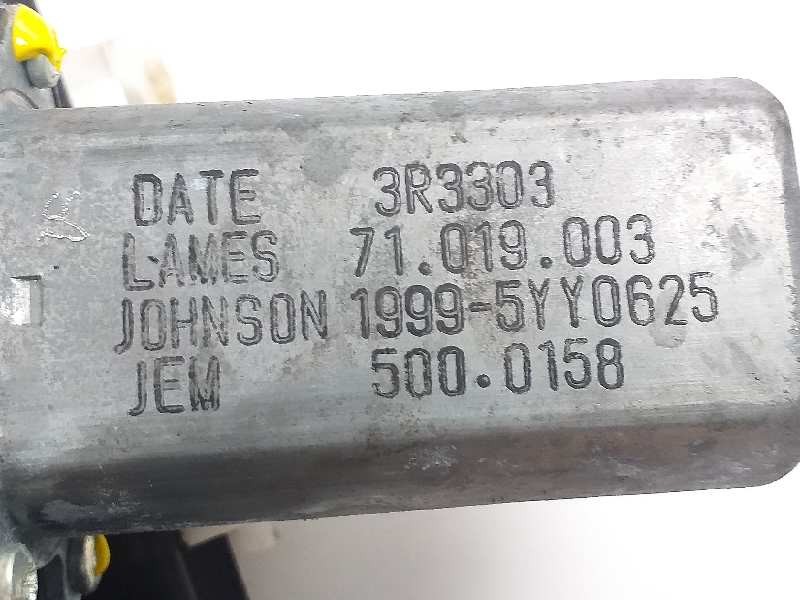 DATE 3R3303
LAMES 71.019.003
JOHNSON 1999-5YY0625
JEM 500.0158